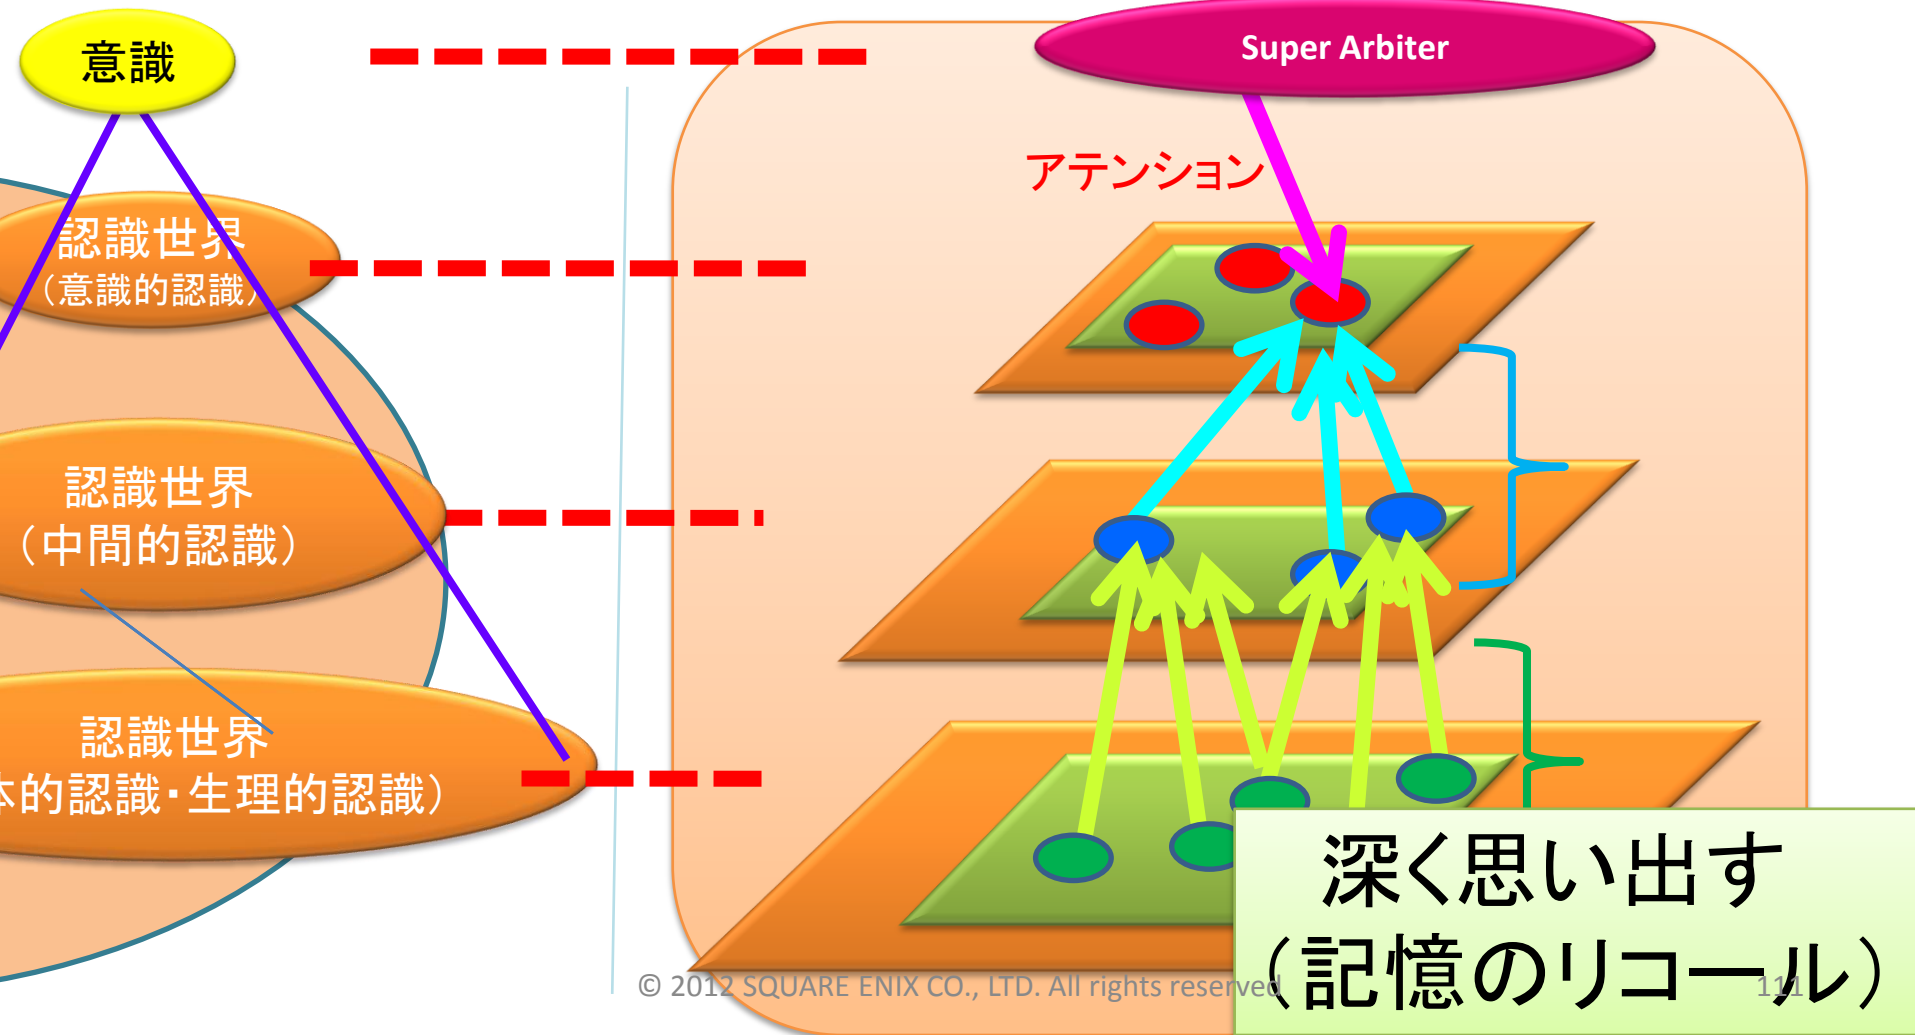 意識
Super Arbiter
アテンション
認識世界
（意識的認識）
認識世界
（中間的認識）
認識世界
体的認識・生理的認識）
深く思い出す
（記憶のリコール）
© 2012 SQUARE ENIX CO., LTD. All rights reserved
111